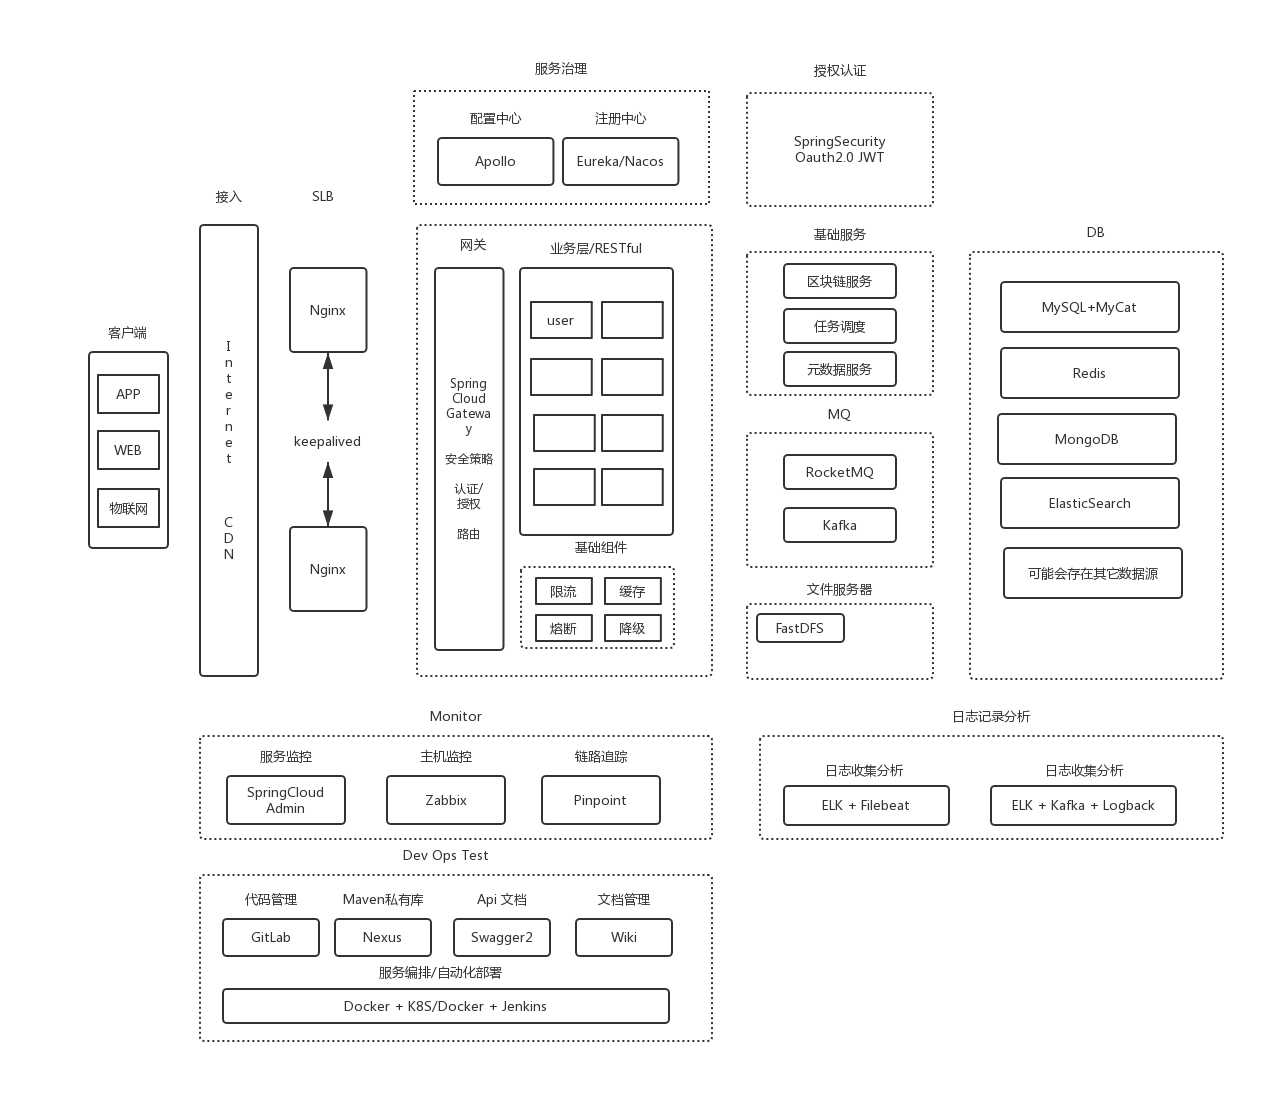 服务治理
授权认证
配置中心
注册中心
Apollo
Eureka/Nacos
SpringSecurity
Oauth2.0 JWT
接入
SLB
网关
业务层/RESTful
基础服务
DB
客户端
APP
WEB
物联网
Internet
CDN
Nginx
keepalived
Nginx
Spring
Cloud
Gatewa
y
安全策略
认证/
授权
路由
user
基础组件
限流
缓存
熔断
降级
区块链服务
任务调度
元数据服务
MQ
RocketMQ
Kafka
文件服务器
FastDFS
MySQL+MyCat
Redis
MongoDB
ElasticSearch
可能会存在其它数据源
Monitor
服务监控
主机监控
链路追踪
SpringCloud
Admin
Zabbix
Pinpoint
日志记录分析
日志收集分析
日志收集分析
ELK + Filebeat
ELK + Kafka + Logback
Dev Ops Test
代码管理
Maven私有库
Api 文档
文档管理
GitLab
Nexus
Swagger2
Wiki
服务编排/自动化部署
Docker + K8S/Docker + Jenkins